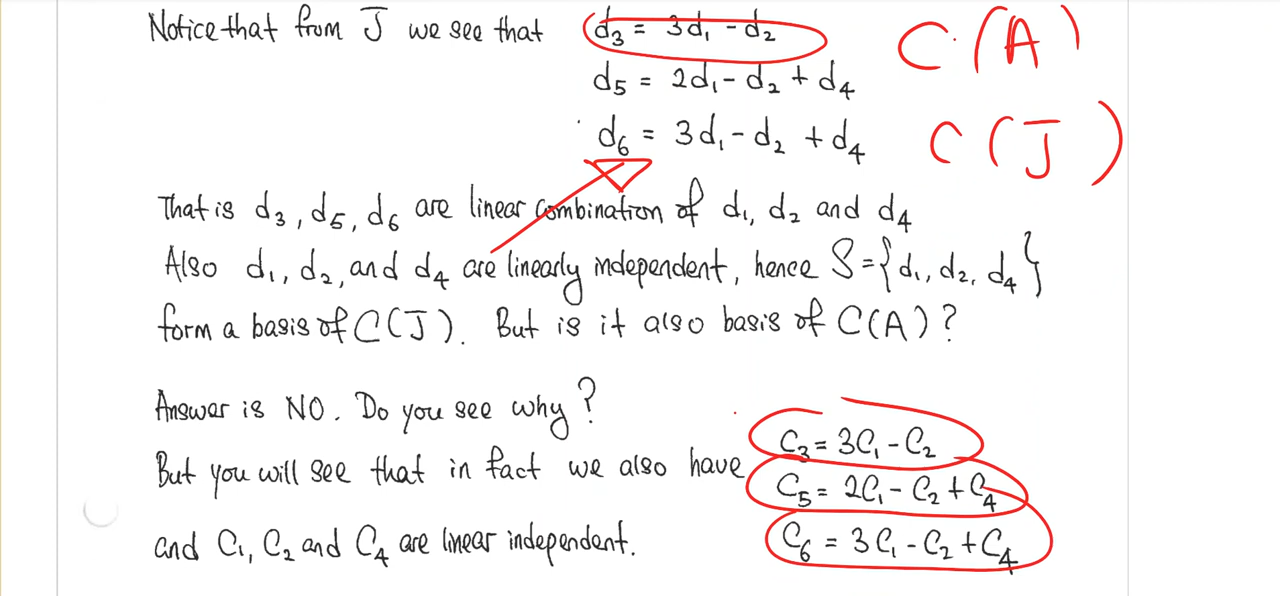 Notice that from J we see that d₃ = 3d₁ - d₂
C(A)
d₅ = 2d₁ - d₂ + d₄
d₆ = 3d₁ - d₂ + d₄
C(J)
That is d₃, d₅, d₆ are linear combination of d₁, d₂ and d₄
Also d₁, d₂, and d₄ are linearly independent, hence S={d₁, d₂, d₄}
form a basis of C(J). But is it also basis of C(A)?
Answer is NO. Do you see why?
C₃ = 3C₁ - C₂
But you will see that in fact we also have
C₅ = 2C₁ - C₂ + C₄
and C₁, C₂ and C₄ are linear independent.
C₆ = 3C₁ - C₂ + C₄